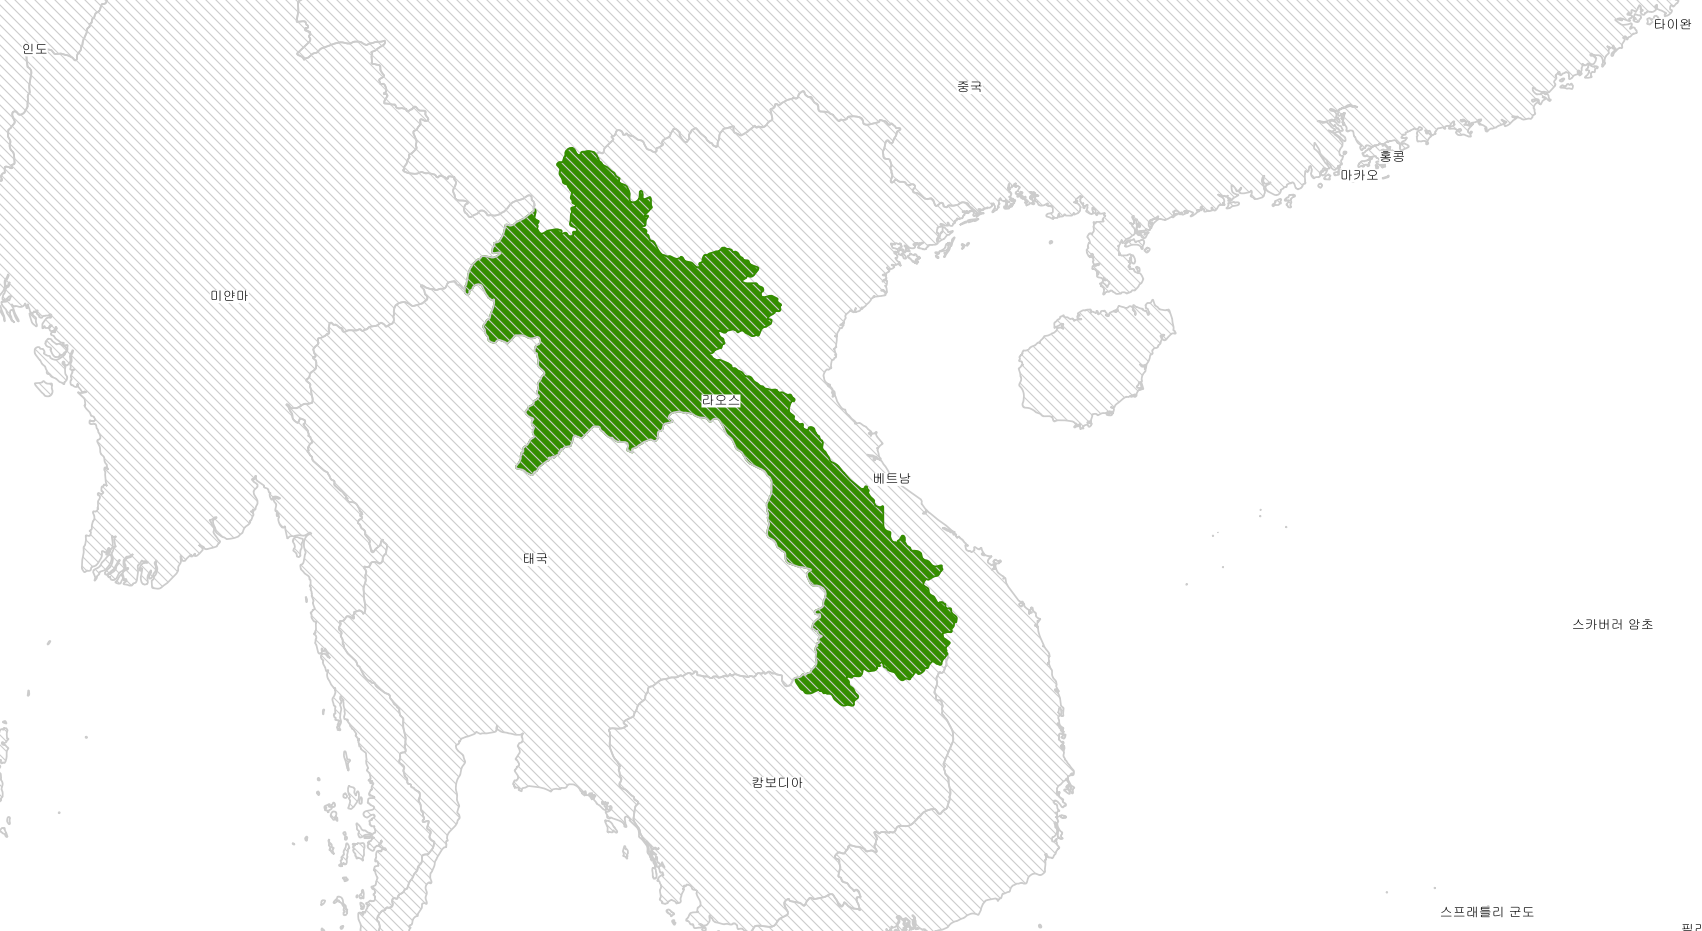 타이완
인도
중국
홍콩
마카오
미얀마
라오스
베트남
태국
스카버러 암초
캄보디아
스프래틀리 군도